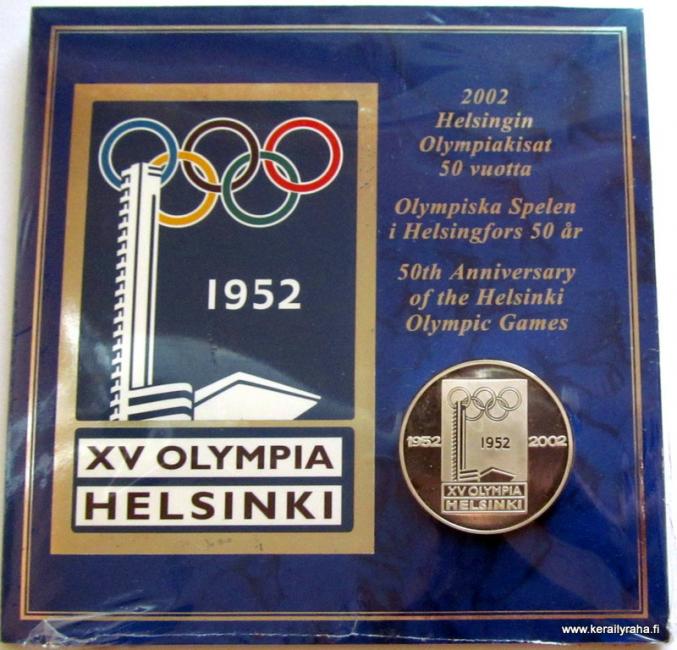 1952
XV OLYMPIA
HELSINKI
2002
Helsingin
Olympiakisat
50 vuotta
Olympiska Spelen
i Helsingfors 50 år
50th Anniversary
of the Helsinki
Olympic Games
1952 1952 2002
XV OLYMPIA
HELSINKI
www.kerailyraha.fi